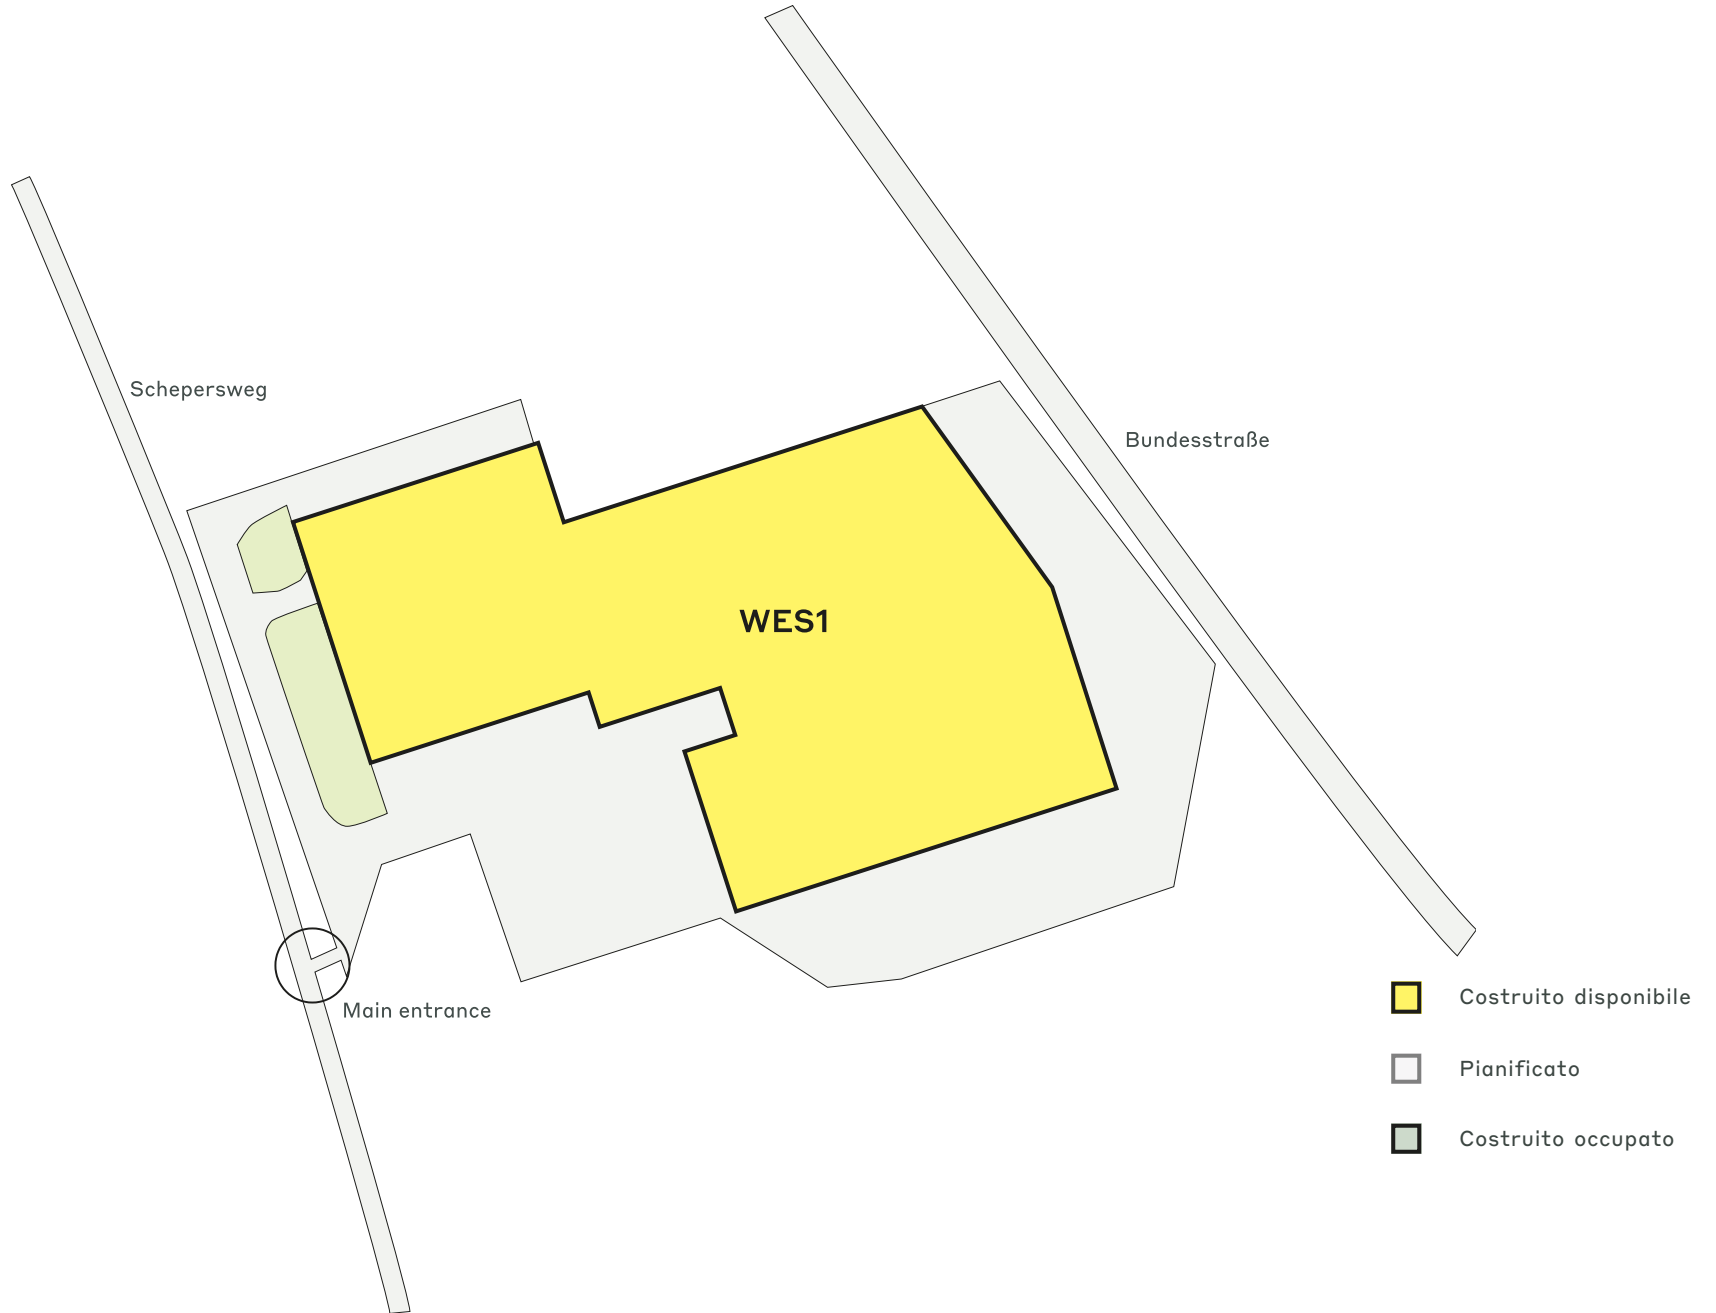 Schepersweg
Bundesstraße
WES1
Main entrance
Costruito disponibile
Pianificato
Costruito occupato